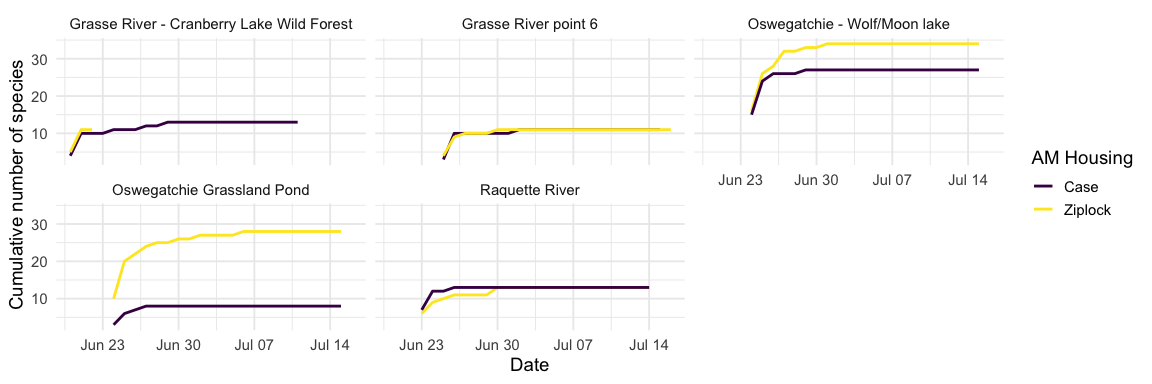 Grasse River - Cranberry Lake Wild Forest
Grasse River point 6
Oswegatchie - Wolf/Moon lake
30
20
10
Jun 23
Jun 30
Jul 07
Jul 14
Oswegatchie Grassland Pond
Raquette River
30
20
10
Jun 23
Jun 30
Jul 07
Jul 14
Jun 23
Jun 30
Jul 07
Jul 14
Date
Cumulative number of species
AM Housing
Case
Ziplock